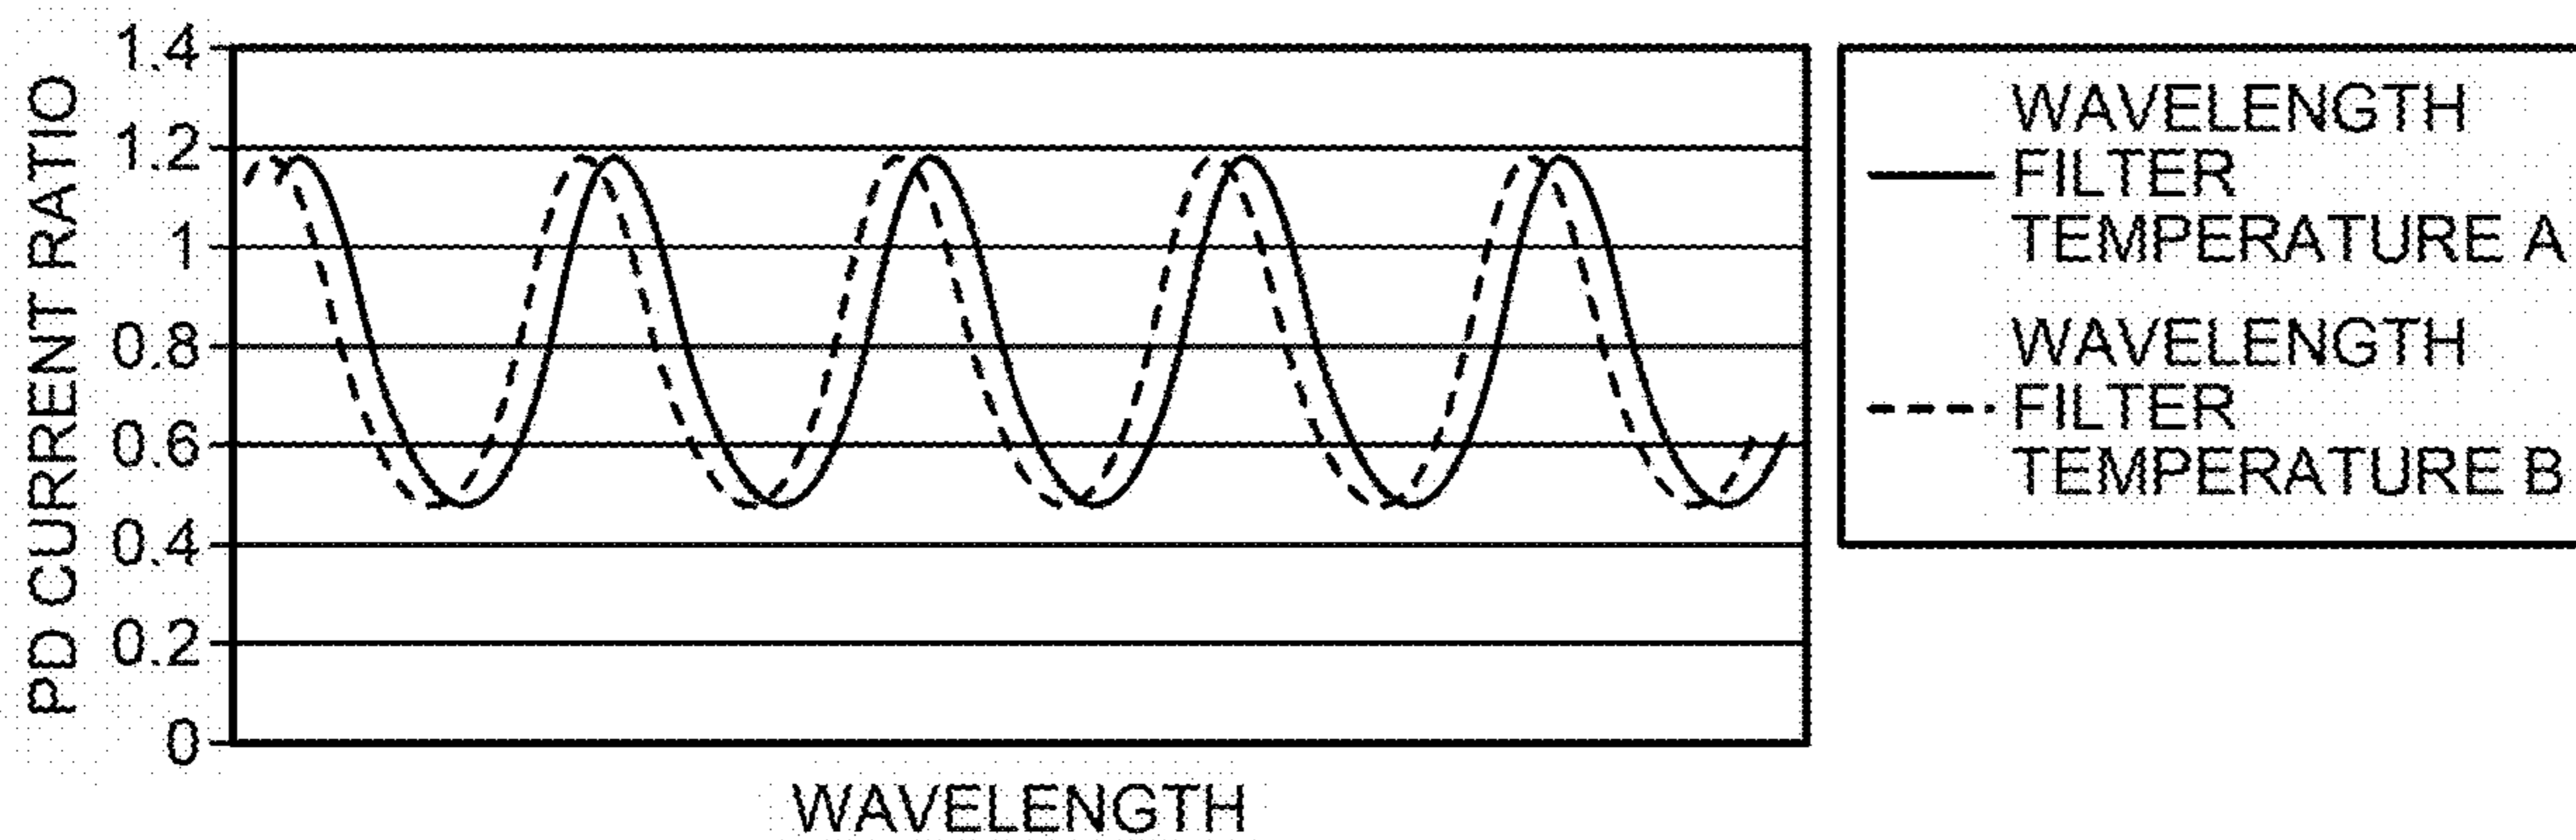 PD CURRENT RATIO
1.4
1.2
1
0.8
0.6
0.4
0.2
0
WAVELENGTH
WAVELENGTH
FILTER
TEMPERATURE A
WAVELENGTH
FILTER
TEMPERATURE B